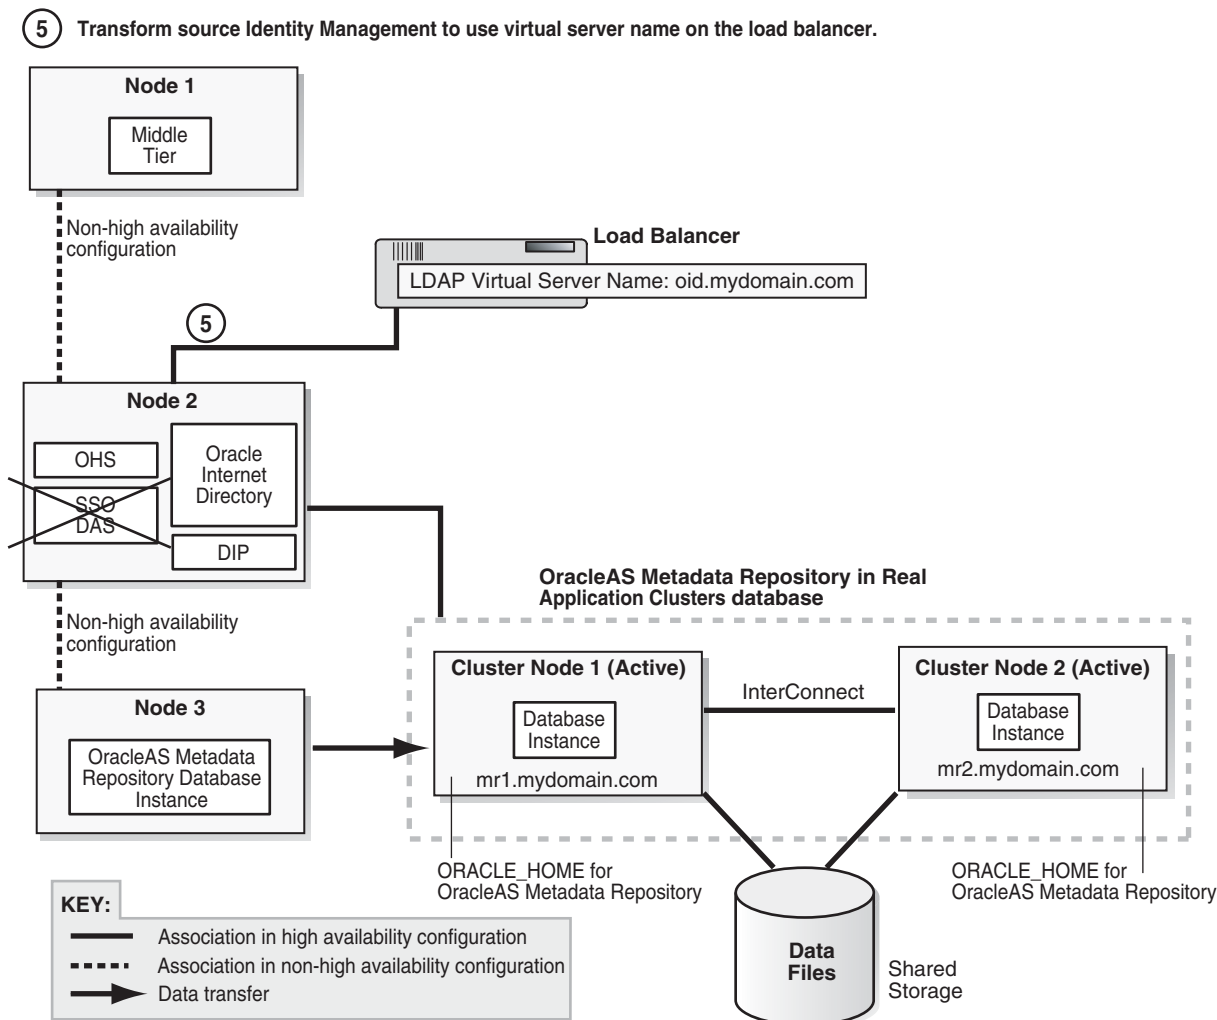 5 Transform source Identity Management to use virtual server name on the load balancer.
Node 1
Middle
Tier
Non-high availability
configuration
Load Balancer
LDAP Virtual Server Name: oid.mydomain.com
5
Node 2
OHS
SSO
DAS
Oracle
Internet
Directory
DIP
Non-high availability
configuration
OracleAS Metadata Repository in Real
Application Clusters database
Node 3
OracleAS Metadata
Repository Database
Instance
Cluster Node 1 (Active)
Database
Instance
mr1.mydomain.com
InterConnect
Cluster Node 2 (Active)
Database
Instance
mr2.mydomain.com
ORACLE_HOME for
OracleAS Metadata Repository
ORACLE_HOME for
OracleAS Metadata Repository
Data
Files
Shared
Storage
KEY:
Association in high availability configuration
Association in non-high availability configuration
Data transfer